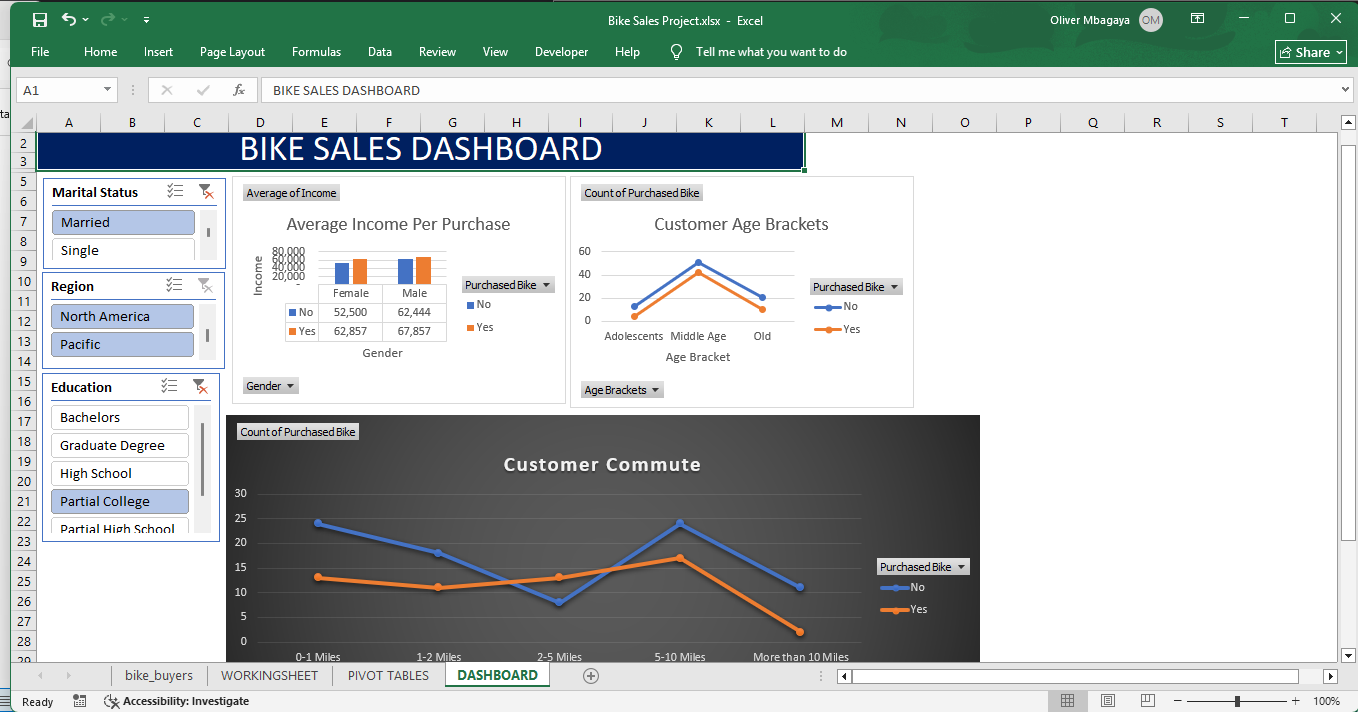 Bike Sales Project.xlsx - Excel
Oliver Mbagaya OM
File Home Insert Page Layout Formulas Data Review View Developer Help Tell me what you want to do Share
A1 fx BIKE SALES DASHBOARD
A B C D E F G H I J K L M N O P Q R S T
2
3
5
6
7
8
9
10
11
12
13
14
15
16
17
18
19
20
21
22
23
24
25
26
27
28
29
BIKE SALES DASHBOARD
Marital Status
Married
Single
Region
North America
Pacific
Education
Bachelors
Graduate Degree
High School
Partial College
Partial High School
Average of Income
Average Income Per Purchase
Income
80,000
60,000
40,000
20,000
-
Female Male
No 52,500 62,444
Yes 62,857 67,857
Gender
Purchased Bike
No
Yes
Gender
Count of Purchased Bike
Customer Age Brackets
60
40
20
0
Adolescents Middle Age Old
Age Bracket
Purchased Bike
No
Yes
Age Brackets
Count of Purchased Bike
Customer Commute
30
25
20
15
10
5
0
0-1 Miles 1-2 Miles 2-5 Miles 5-10 Miles More than 10 Miles
Purchased Bike
No
Yes
bike_buyers WORKINGSHEET PIVOT TABLES DASHBOARD
Ready Accessibility: Investigate 100%